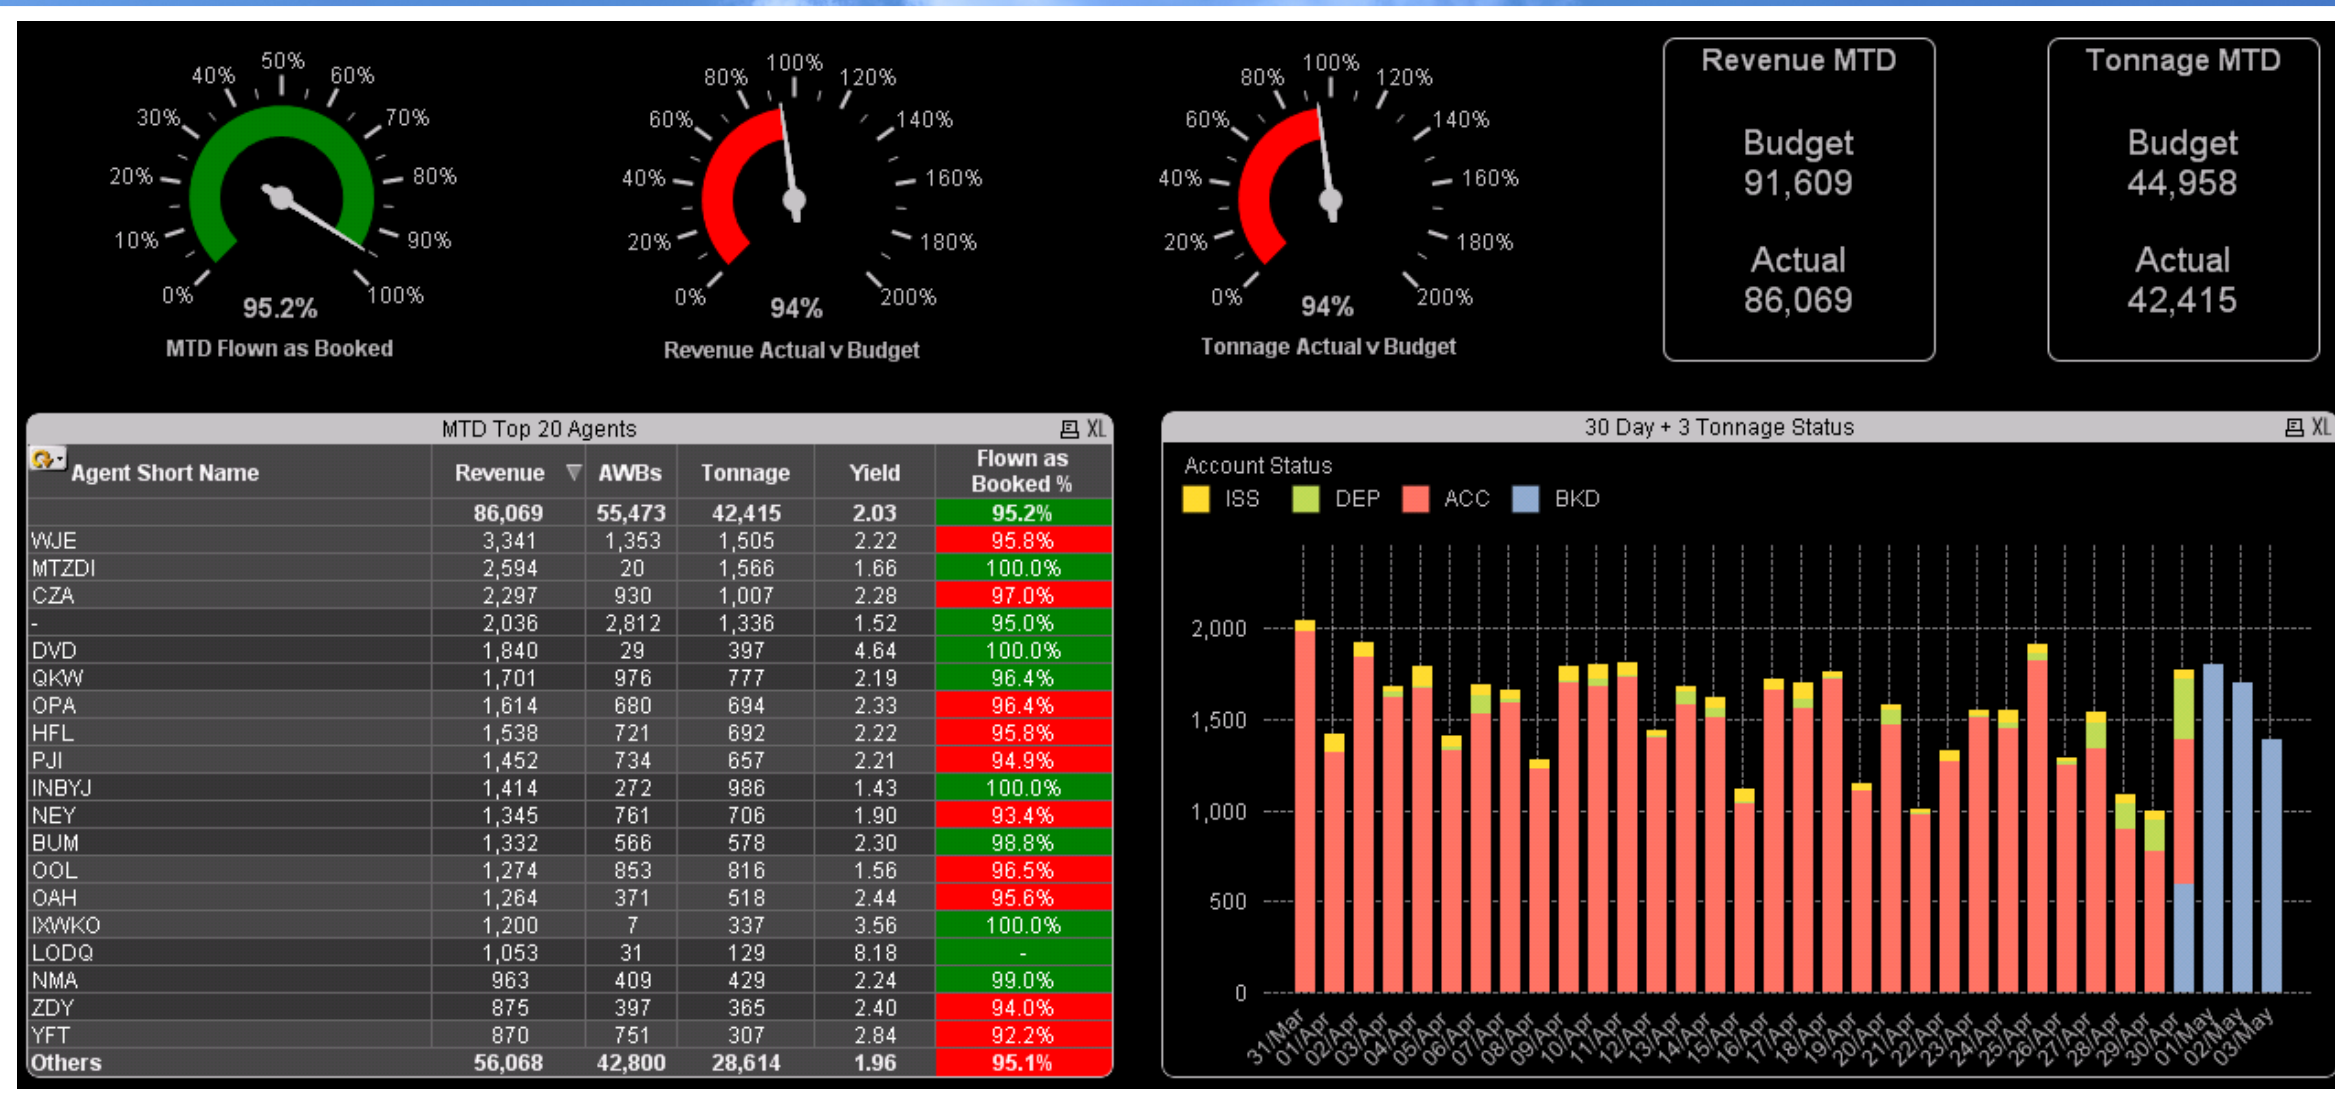 0%
10%
20%
30%
40%
50%
60%
70%
80%
90%
100%
95.2%
MTD Flown as Booked
0%
20%
40%
60%
80%
100%
120%
140%
160%
180%
200%
94%
Revenue Actual v Budget
0%
20%
40%
60%
80%
100%
120%
140%
160%
180%
200%
94%
Tonnage Actual v Budget
Revenue MTD
Budget
91,609
Actual
86,069
Tonnage MTD
Budget
44,958
Actual
42,415
MTD Top 20 Agents XL
Agent Short Name Revenue AWBs Tonnage Yield Flown as Booked %
86,069 55,473 42,415 2.03 95.2%
WJE 3,341 1,353 1,505 2.22 95.8%
MTZDI 2,594 20 1,566 1.66 100.0%
CZA 2,297 930 1,007 2.28 97.0%
- 2,036 2,812 1,336 1.52 95.0%
DVD 1,840 29 397 4.64 100.0%
QKW 1,701 976 777 2.19 96.4%
OPA 1,614 680 694 2.33 96.4%
HFL 1,538 721 692 2.22 95.8%
PJI 1,452 734 657 2.21 94.9%
INBYJ 1,414 272 986 1.43 100.0%
NEY 1,345 761 706 1.90 93.4%
BUM 1,332 566 578 2.30 98.8%
OOL 1,274 853 816 1.56 96.5%
OAH 1,264 371 518 2.44 95.6%
IXWKO 1,200 7 337 3.56 100.0%
LODQ 1,053 31 129 8.18 -
NMA 963 409 429 2.24 99.0%
ZDY 875 397 365 2.40 94.0%
YFT 870 751 307 2.84 92.2%
Others 56,068 42,800 28,614 1.96 95.1%
30 Day + 3 Tonnage Status XL
Account Status
ISS DEP ACC BKD
2,000
1,500
1,000
500
0
31/Mar
01/Apr
02/Apr
03/Apr
04/Apr
05/Apr
06/Apr
07/Apr
08/Apr
09/Apr
10/Apr
11/Apr
12/Apr
13/Apr
14/Apr
15/Apr
16/Apr
17/Apr
18/Apr
19/Apr
20/Apr
21/Apr
22/Apr
23/Apr
24/Apr
25/Apr
26/Apr
27/Apr
28/Apr
29/Apr
30/Apr
01/May
02/May
03/May